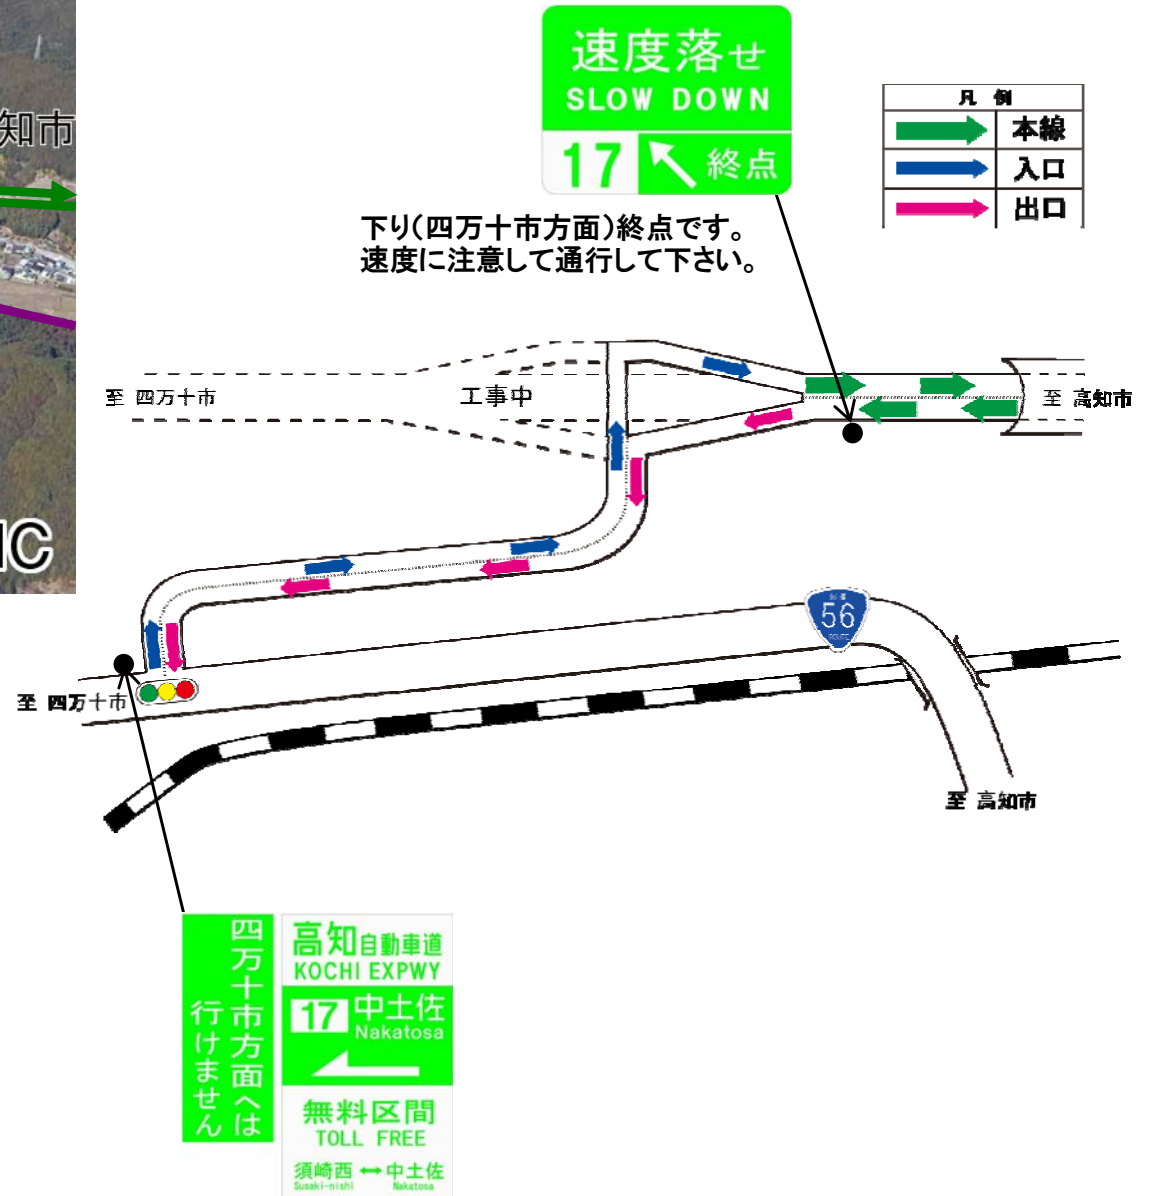 知市
IC
速度落せ
SLOW DOWN
17 終点
凡 例
本線
入口
出口
下り(四万十市方面)終点です。
速度に注意して通行して下さい。
至 四万十市
工事中
至 高知市
56
ROUTE
至 四万十市
至 高知市
四万十市方面へは
行けません
高知自動車道
KOCHI EXPWY
17 中土佐
Nakatosa
無料区間
TOLL FREE
須崎西 ↔ 中土佐
Susaki-nishi Nakatosa